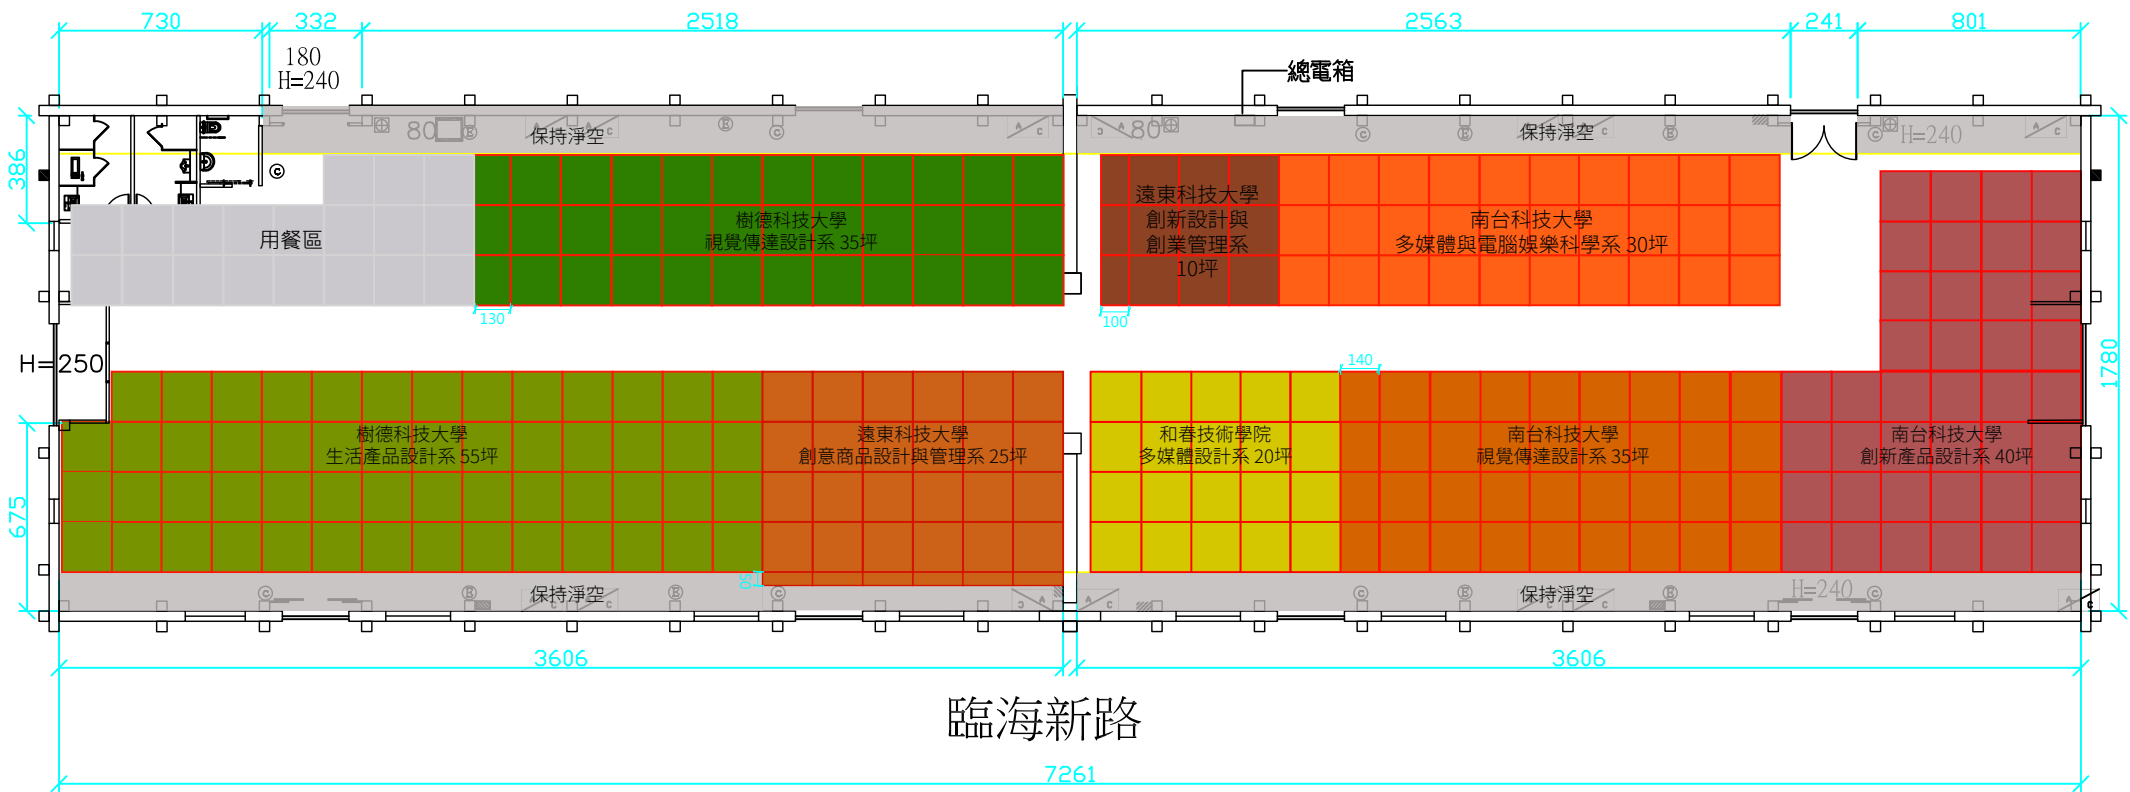 730
332
2518
2563
241
801
180
H=240
總電箱
80
保持淨空
80
保持淨空
H=240
386
用餐區
樹德科技大學
視覺傳達設計系 35坪
遠東科技大學
創新設計與
創業管理系
10坪
南台科技大學
多媒體與電腦娛樂科學系 30坪
130
100
H=250
140
1780
樹德科技大學
生活產品設計系 55坪
遠東科技大學
創意商品設計與管理系 25坪
和春技術學院
多媒體設計系 20坪
南台科技大學
視覺傳達設計系 35坪
南台科技大學
創新產品設計系 40坪
675
50
保持淨空
保持淨空
H=240
3606
3606
臨海新路
7261